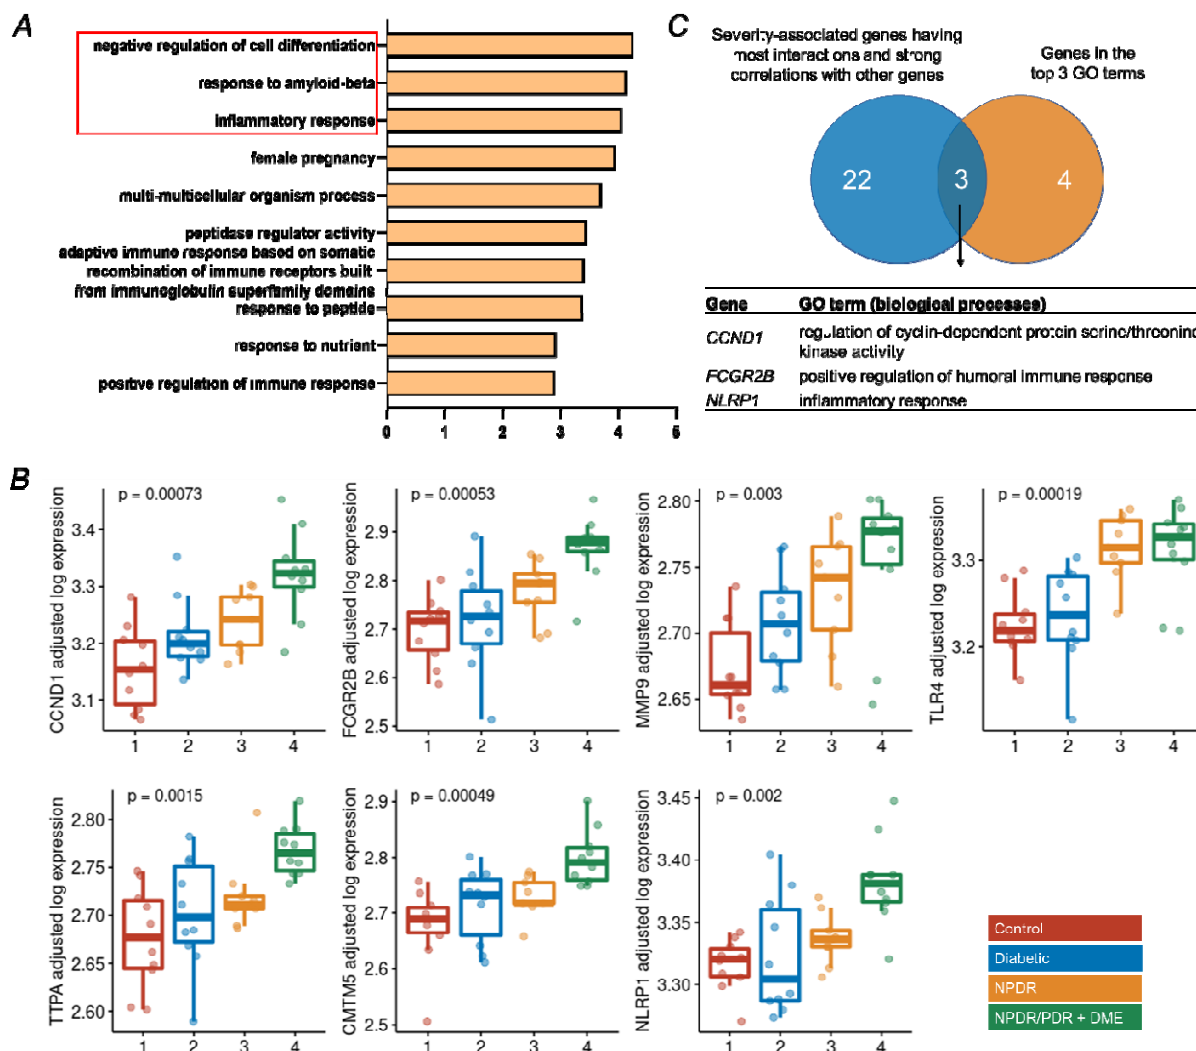 A
negative regulation of cell differentiation
response to amyloid-beta
inflammatory response
female pregnancy
multi-multicellular organism process
peptidase regulator activity
adaptive immune response based on somatic
recombination of immune receptors built
from immunoglobulin superfamily domains
response to peptide
response to nutrient
positive regulation of immune response
0 1 2 3 4 5
C
Severity-associated genes having
most interactions and strong
correlations with other genes
Genes in the
top 3 GO terms
22 3 4
Gene GO term (biological processes)
CCND1 regulation of cyclin-dependent protein serine/threonine
kinase activity
FCGR2B positive regulation of humoral immune response
NLRP1 inflammatory response
B
CCND1 adjusted log expression
p = 0.00073
3.4
3.3
3.2
3.1
1 2 3 4
FCGR2B adjusted log expression
p = 0.00053
2.9
2.8
2.7
2.6
2.5
1 2 3 4
MMP9 adjusted log expression
p = 0.003
2.80
2.75
2.70
2.65
1 2 3 4
TLR4 adjusted log expression
p = 0.00019
3.3
3.2
1 2 3 4
TTPA adjusted log expression
p = 0.0015
2.80
2.75
2.70
2.65
2.60
1 2 3 4
CMTM5 adjusted log expression
p = 0.00049
2.9
2.8
2.7
2.6
2.5
1 2 3 4
NLRP1 adjusted log expression
p = 0.002
3.45
3.40
3.35
3.30
1 2 3 4
Control
Diabetic
NPDR
NPDR/PDR + DME